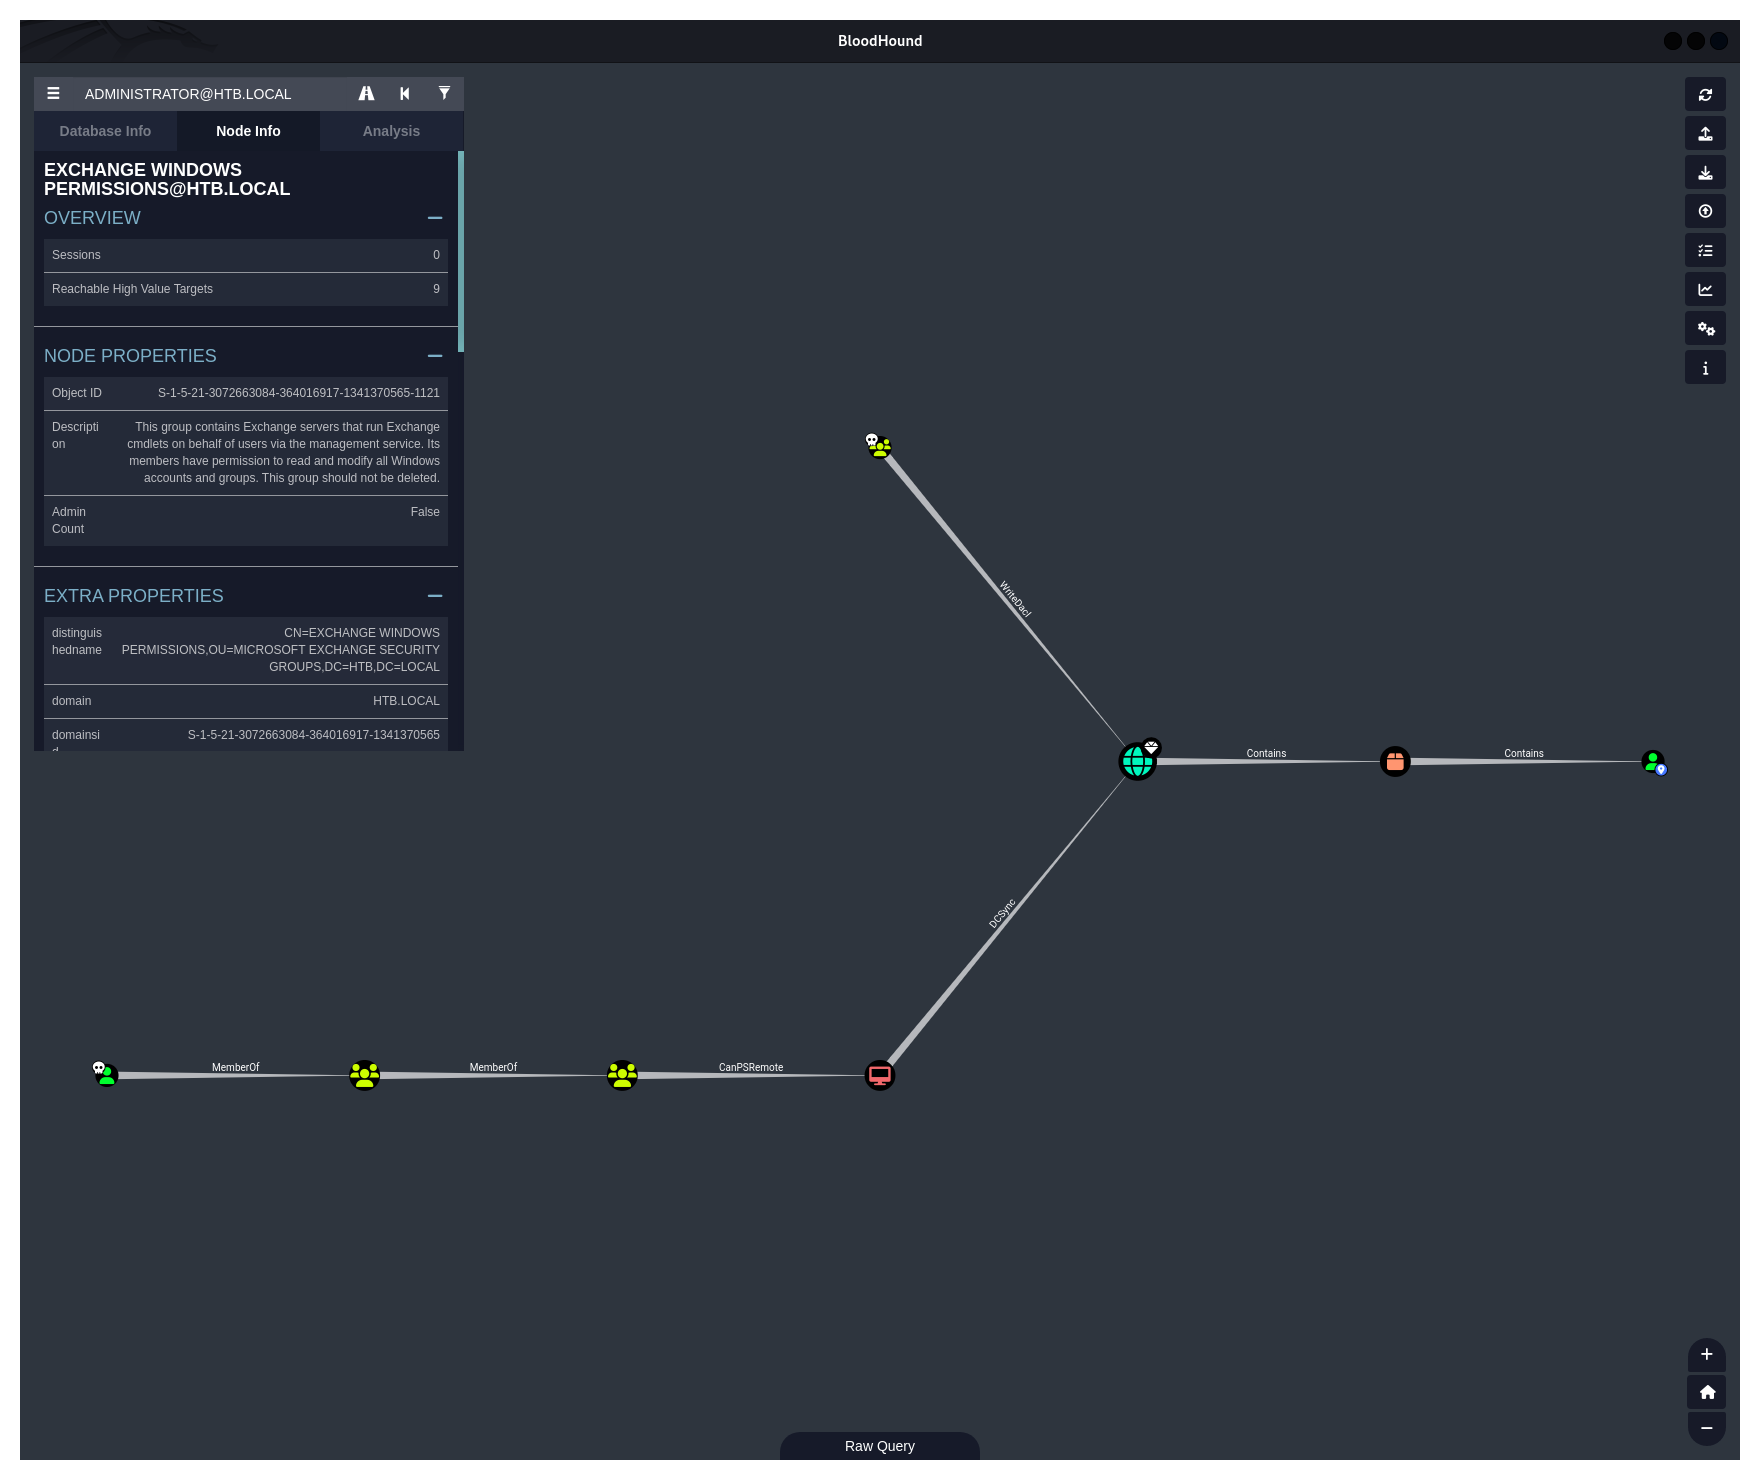 BloodHound
ADMINISTRATOR@HTB.LOCAL
Database Info
Node Info
Analysis
EXCHANGE WINDOWS
PERMISSIONS@HTB.LOCAL
OVERVIEW
Sessions 0
Reachable High Value Targets 9
NODE PROPERTIES
Object ID S-1-5-21-3072663084-364016917-1341370565-1121
Descripti This group contains Exchange servers that run Exchange
on cmdlets on behalf of users via the management service. Its
members have permission to read and modify all Windows
accounts and groups. This group should not be deleted.
Admin False
Count
EXTRA PROPERTIES
distinguis CN=EXCHANGE WINDOWS
hedname PERMISSIONS,OU=MICROSOFT EXCHANGE SECURITY
GROUPS,DC=HTB,DC=LOCAL
domain HTB.LOCAL
domainsi S-1-5-21-3072663084-364016917-1341370565
d
WriteDacl
Contains
Contains
DCSync
MemberOf
MemberOf
CanPSRemote
Raw Query